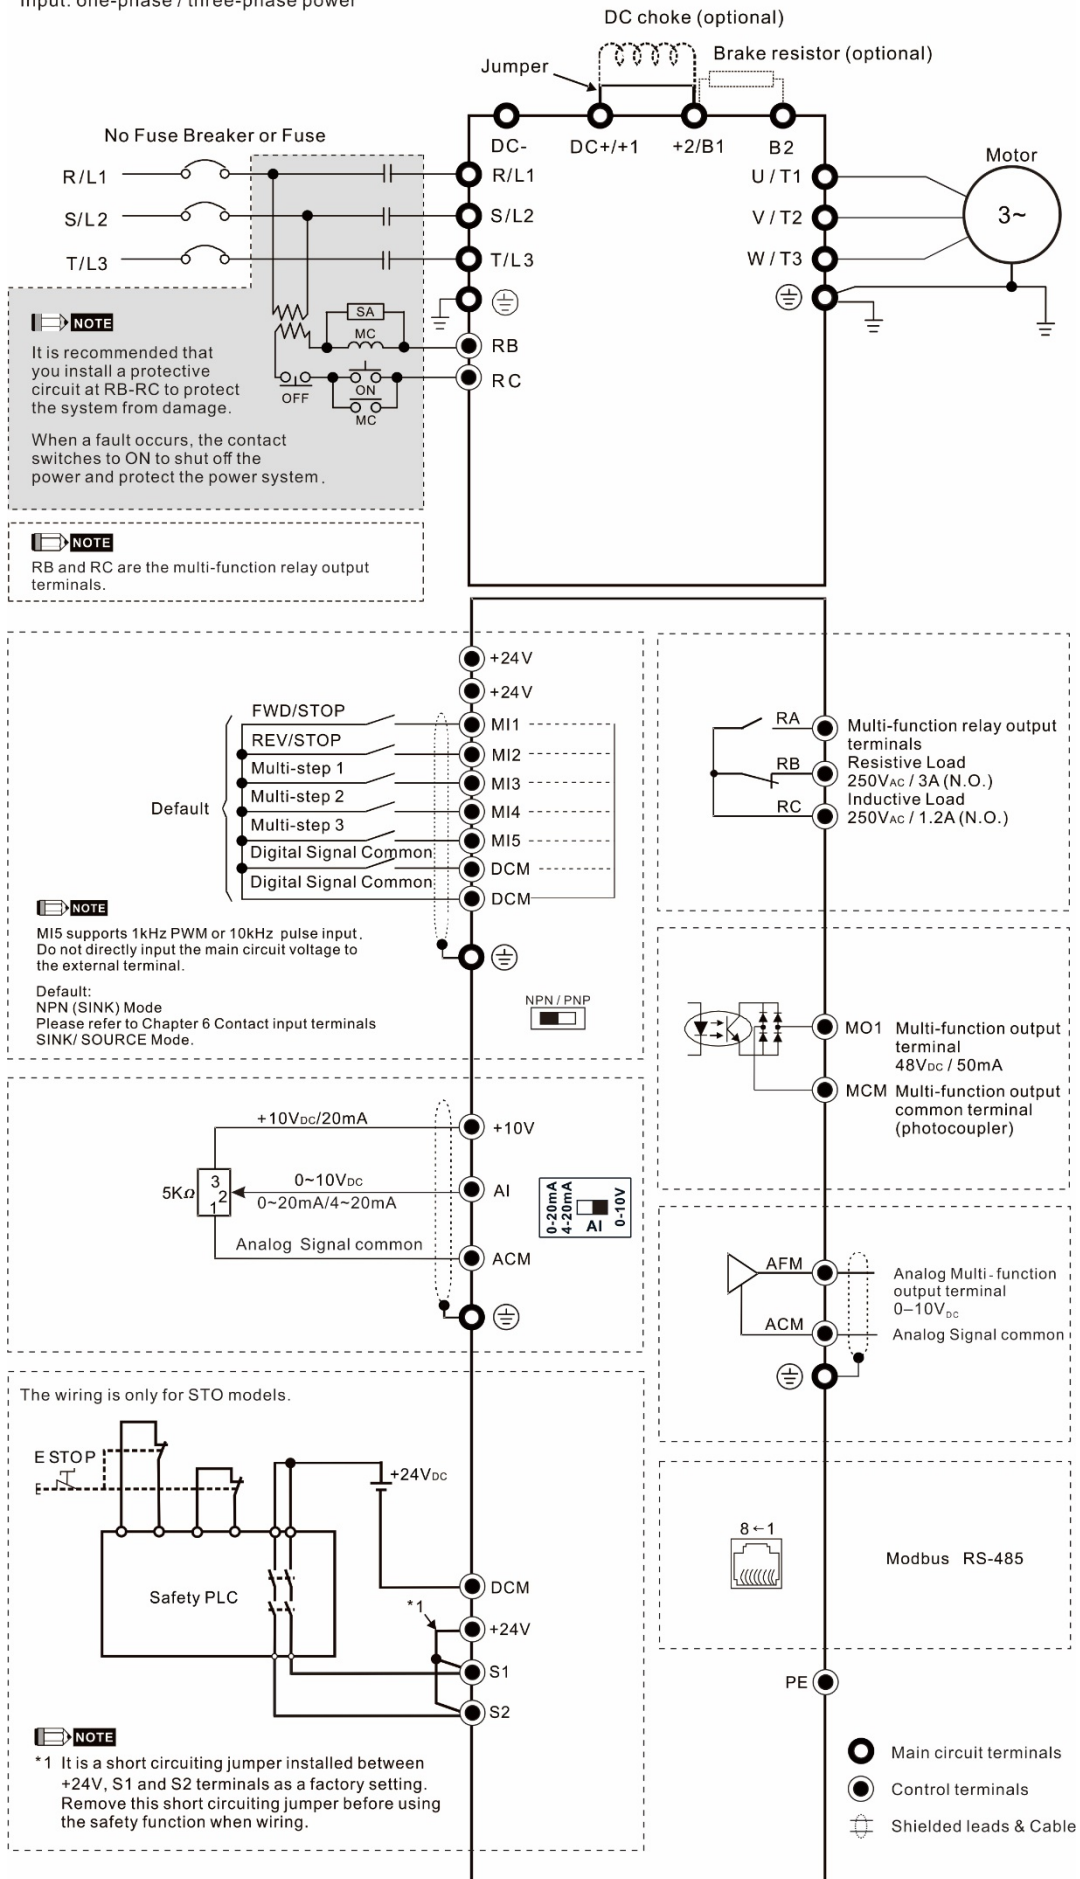 Input: one-phase / three-phase power
DC choke (optional)
Jumper
Brake resistor (optional)
No Fuse Breaker or Fuse
DC-
DC+/+1
+2/B1
B2
Motor
R/L1
R/L1
U/T1
S/L2
S/L2
V/T2
3~
T/L3
T/L3
W/T3
NOTE
It is recommended that
you install a protective
circuit at RB-RC to protect
the system from damage.
When a fault occurs, the contact
switches to ON to shut off the
power and protect the power system.
SA
MC
RB
RC
OFF
ON
MC
NOTE
RB and RC are the multi-function relay output
terminals.
+24V
+24V
FWD/STOP
MI1
REV/STOP
MI2
Multi-step 1
MI3
Multi-step 2
MI4
Default
Multi-step 3
MI5
Digital Signal Common
DCM
Digital Signal Common
DCM
NOTE
MI5 supports 1kHz PWM or 10kHz pulse input.
Do not directly input the main circuit voltage to
the external terminal.
Default:
NPN (SINK) Mode
Please refer to Chapter 6 Contact input terminals
SINK/ SOURCE Mode.
NPN / PNP
RA
RB
RC
Multi-function relay output
terminals
Resistive Load
250VAC / 3A (N.O.)
Inductive Load
250VAC / 1.2A (N.O.)
MO1
Multi-function output
terminal
48VDC / 50mA
MCM
Multi-function output
common terminal
(photocoupler)
+10VDC/20mA
+10V
5KΩ
3
2
1
0~10VDC
0~20mA/4~20mA
AI
Analog Signal common
ACM
0-20mA
4-20mA
AI
0-10V
AFM
Analog Multi-function
output terminal
0–10VDC
ACM
Analog Signal common
The wiring is only for STO models.
E STOP
+24VDC
Safety PLC
DCM
*1
+24V
S1
S2
NOTE
*1 It is a short circuiting jumper installed between
+24V, S1 and S2 terminals as a factory setting.
Remove this short circuiting jumper before using
the safety function when wiring.
8←1
Modbus RS-485
PE
Main circuit terminals
Control terminals
Shielded leads & Cable